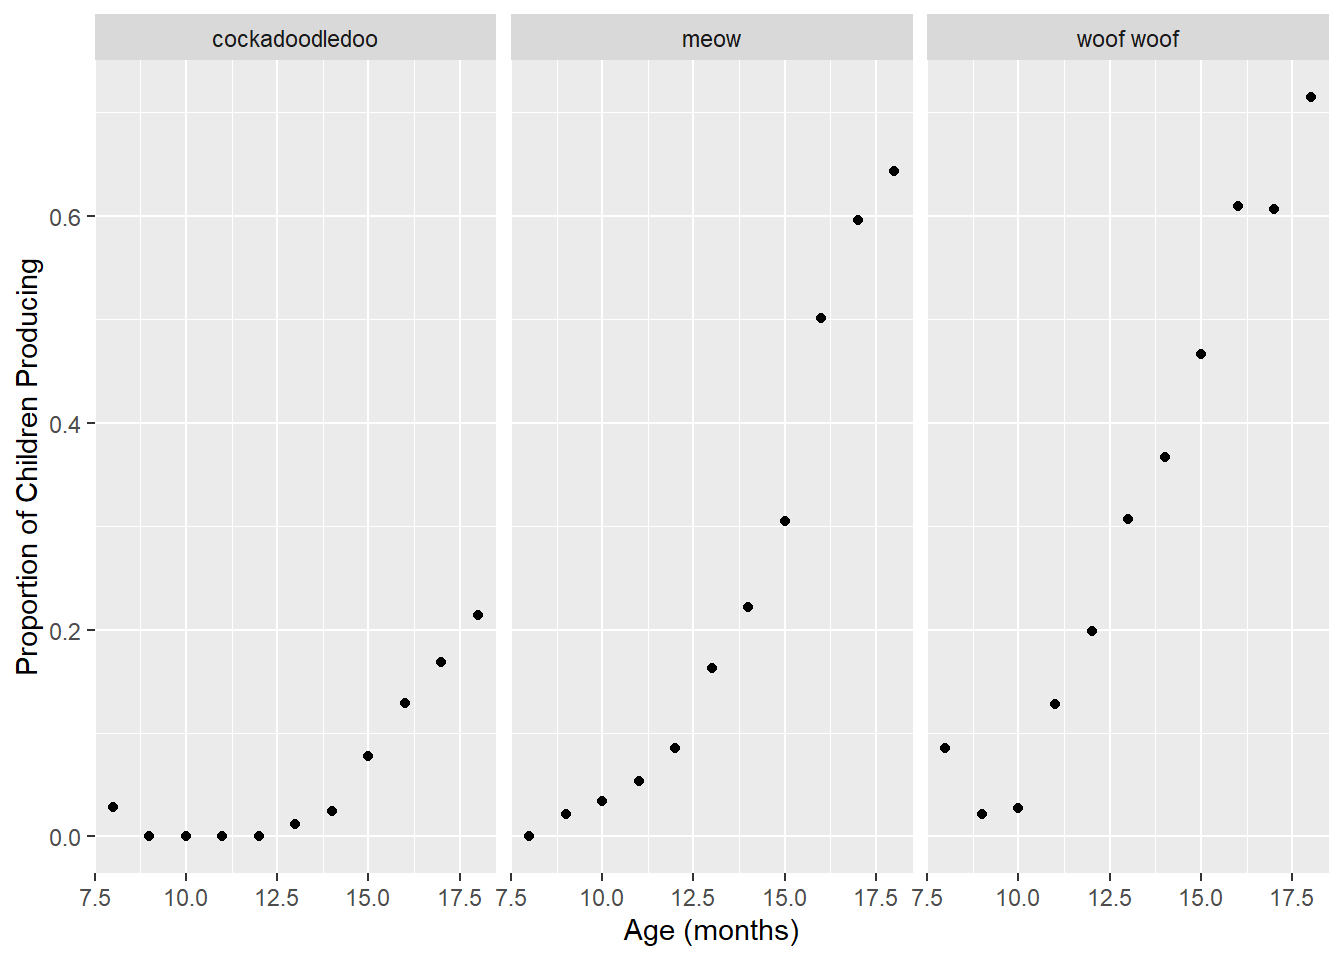 cockadoodledoo
meow
woof woof
Proportion of Children Producing
0.6
0.4
0.2
0.0
7.5 10.0 12.5 15.0 17.5
7.5 10.0 12.5 15.0 17.5
7.5 10.0 12.5 15.0 17.5
Age (months)